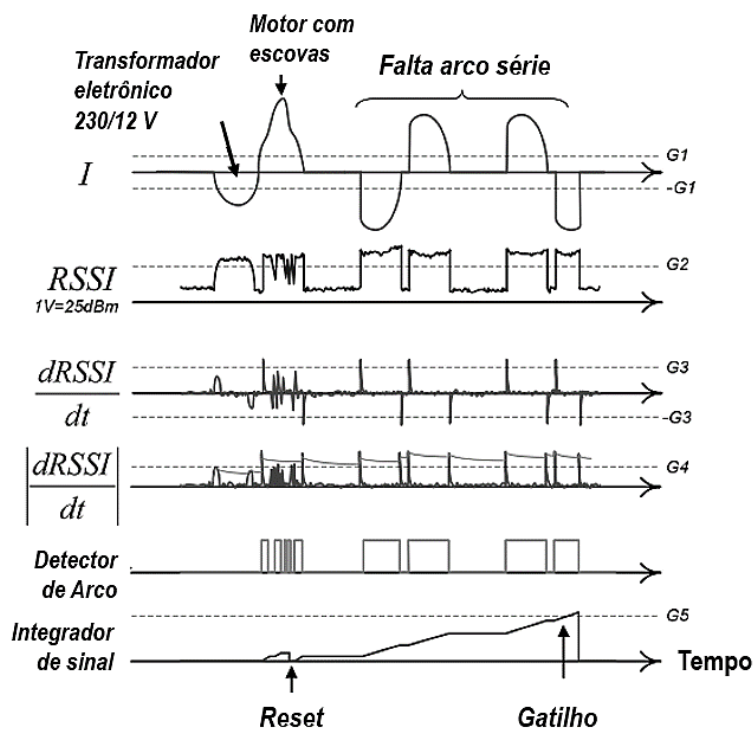 Motor com
escovas
Transformador
eletrônico
230/12 V
Falta arco série
I
G1
-G1
RSSI
1V=25dBm
G2
dRSSI
dt
G3
-G3
|dRSSI|
dt
G4
Detector
de Arco
Integrador
de sinal
G5
Tempo
Reset
Gatilho